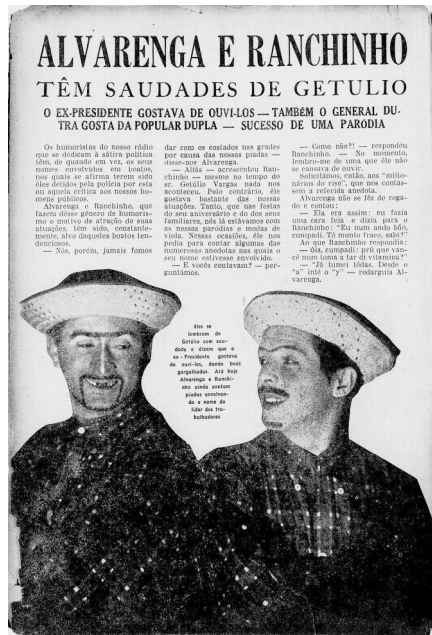 ALVARENGA E RANCHINHO
TÊM SAUDADES DE GETULIO
O EX-PRESIDENTE GOSTAVA DE OUVI-LOS — TAMBÉM O GENERAL DU-
TRA GOSTA DA POPULAR DUPLA — SUCESSO DE UMA PARÓDIA
Os humoristas do nosso rádio
que se dedicam à sátira política
têm, de quando em vez, os seus
nomes envolvidos em boatos,
nos quais se afirma terem sido
êles detidos pela polícia por esta
ou aquela crítica aos nossos ho-
mens públicos.
Alvarenga e Ranchinho, que
fazem dêsse gênero de humoris-
mo o motivo de atração de suas
atuações, têm sido, constante-
mente, alvo daqueles boatos ten-
denciosos.
— Nós, porém, jamais fomos
dar com os costados nas grades
por causa das nossas piadas —
disse-nos Alvarenga.
— Aliás — acrescentou Ran-
chinho — mesmo no tempo do
sr. Getúlio Vargas nada nos
aconteceu. Pelo contrário, êle
gostava bastante das nossas
atuações. Tanto, que nas festas
do seu aniversário e do dos seus
familiares, nós lá estávamos com
as nossas paródias e modas de
viola. Nessas ocasiões, êle nos
pedia para contar algumas das
numerosas anedotas nas quais o
seu nome estivesse envolvido.
— E vocês contavam? — per-
guntámos.
— Como não?! — respondeu
Ranchinho. — No momento,
lembro-me de uma que êle não
se cansava de ouvir.
Solicitámos, então, aos "milio-
nários do riso", que nos contas-
sem a referida anedota.
Alvarenga não se fêz de roga-
do e contou:
— Ela era assim: eu fazia
uma cara feia e dizia para o
Ranchinho: "Eu num ando bão,
cumpadi. Tô munto fraco, sabi?"
Ao que Ranchinho respondia:
— Óia, cumpadi: prú que van-
cê num toma a tar di vitamina?"
— "Já tumei tôdas. Desde o
"a" inté o "y" — redarguia Al-
varenga.
Eles se
lembram de
Getúlio com sau-
dade e dizem que o
ex-Presidente gostava
de ouví-los, dando boas
gargalhadas. Até hoje
Alvarenga e Ranchi-
nho ainda contam
piadas envolven-
do o nome do
líder dos tra-
balhadores